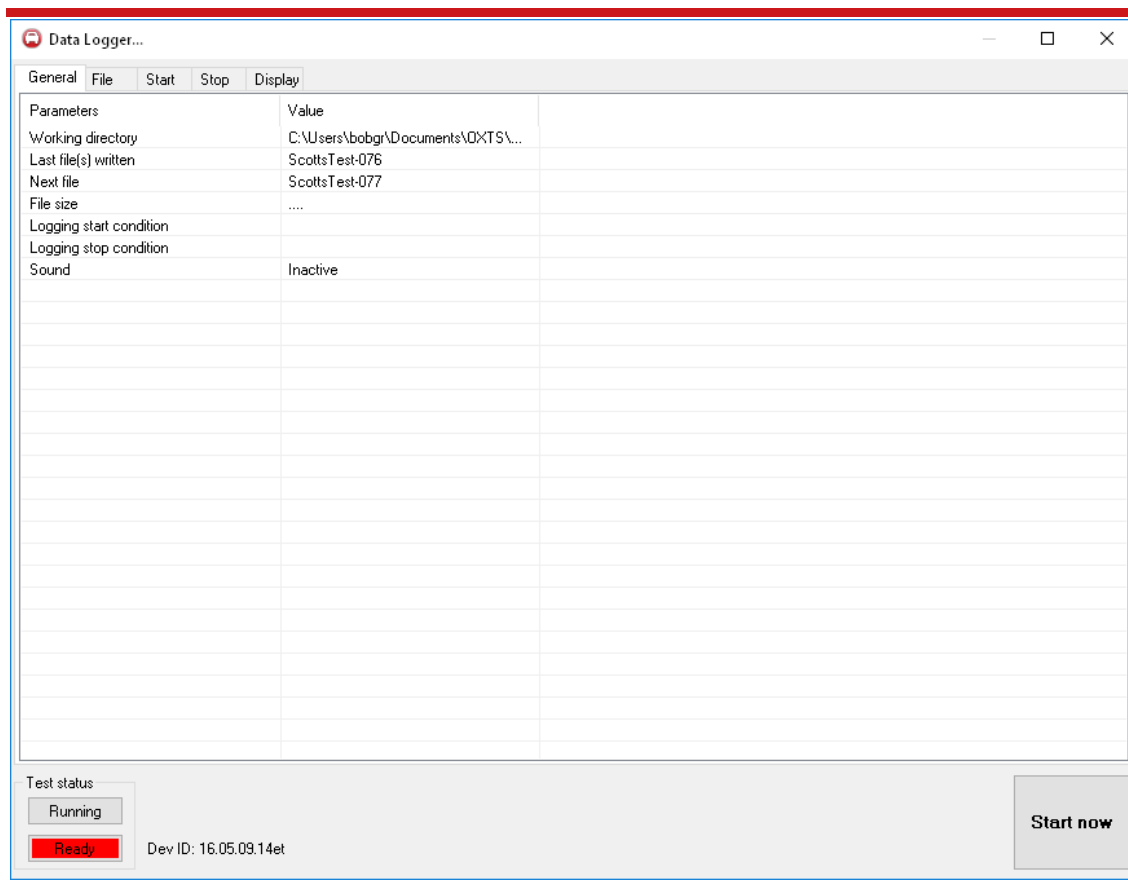 Data Logger...
General File Start Stop Display
Parameters Value
Working directory C:\Users\bobgr\Documents\OXTS\...
Last file(s) written ScottsTest-076
Next file ScottsTest-077
File size ....
Logging start condition
Logging stop condition
Sound Inactive
Test status
Running
Ready Dev ID: 16.05.09.14et
Start now